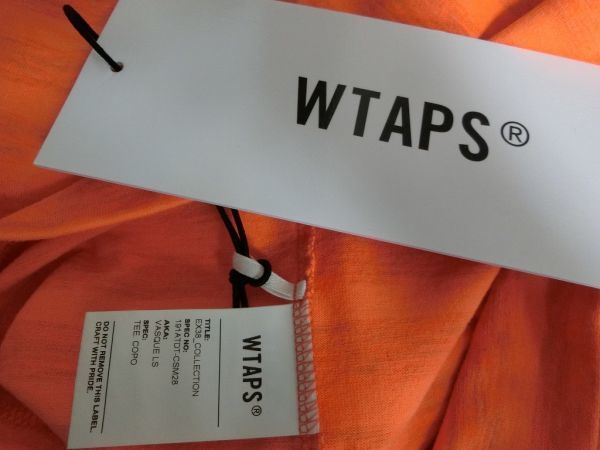 WTAPS®
WTAPS®
TITLE:
EX38_COLLECTION
SPEC NO:
191ATDT-CSM28
AKA:
VASQUE LS
SPEC:
TEE. COPO
DO NOT REMOVE THIS LABEL.
CRAFT WITH PRIDE.